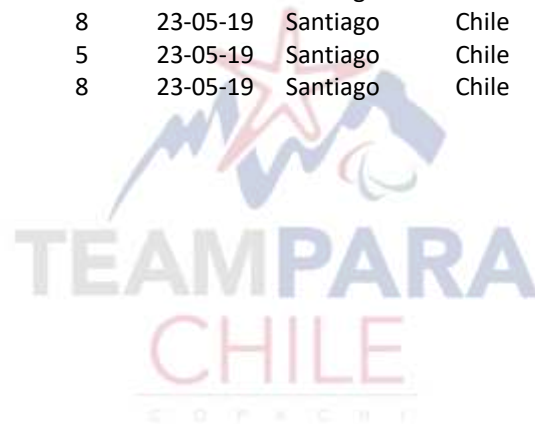 8 23-05-19 Santiago Chile
5 23-05-19 Santiago Chile
8 23-05-19 Santiago Chile
TEAMPARA
CHILE
COPACHI